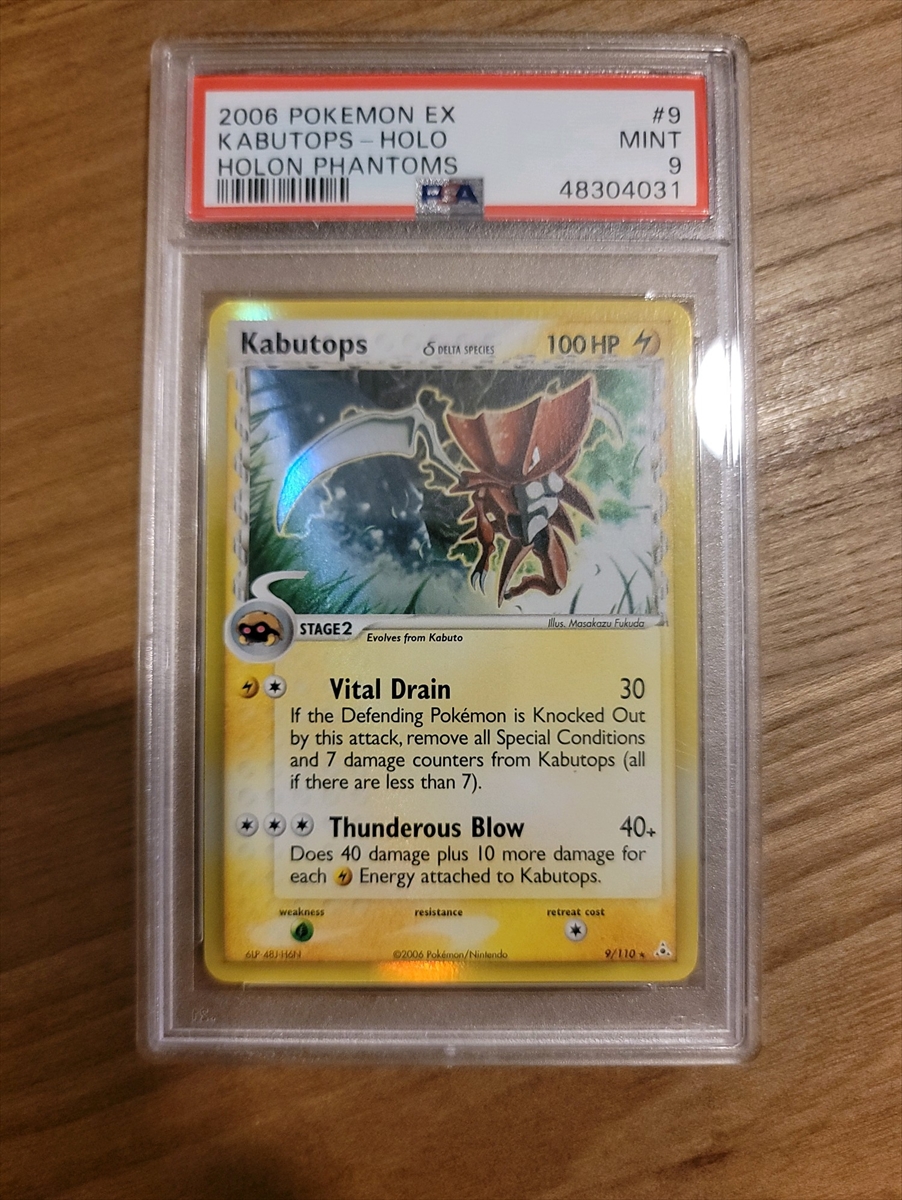 2006 POKEMON EX #9
KABUTOPS - HOLO MINT
HOLON PHANTOMS 9
PSA 48304031
Kabutops δ DELTA SPECIES 100 HP
STAGE 2 Illus. Masakazu Fukuda
Evolves from Kabuto
Vital Drain 30
If the Defending Pokémon is Knocked Out
by this attack, remove all Special Conditions
and 7 damage counters from Kabutops (all
if there are less than 7).
Thunderous Blow 40+
Does 40 damage plus 10 more damage for
each Energy attached to Kabutops.
weakness resistance retreat cost
©2006 Pokémon/Nintendo 9/110 ★